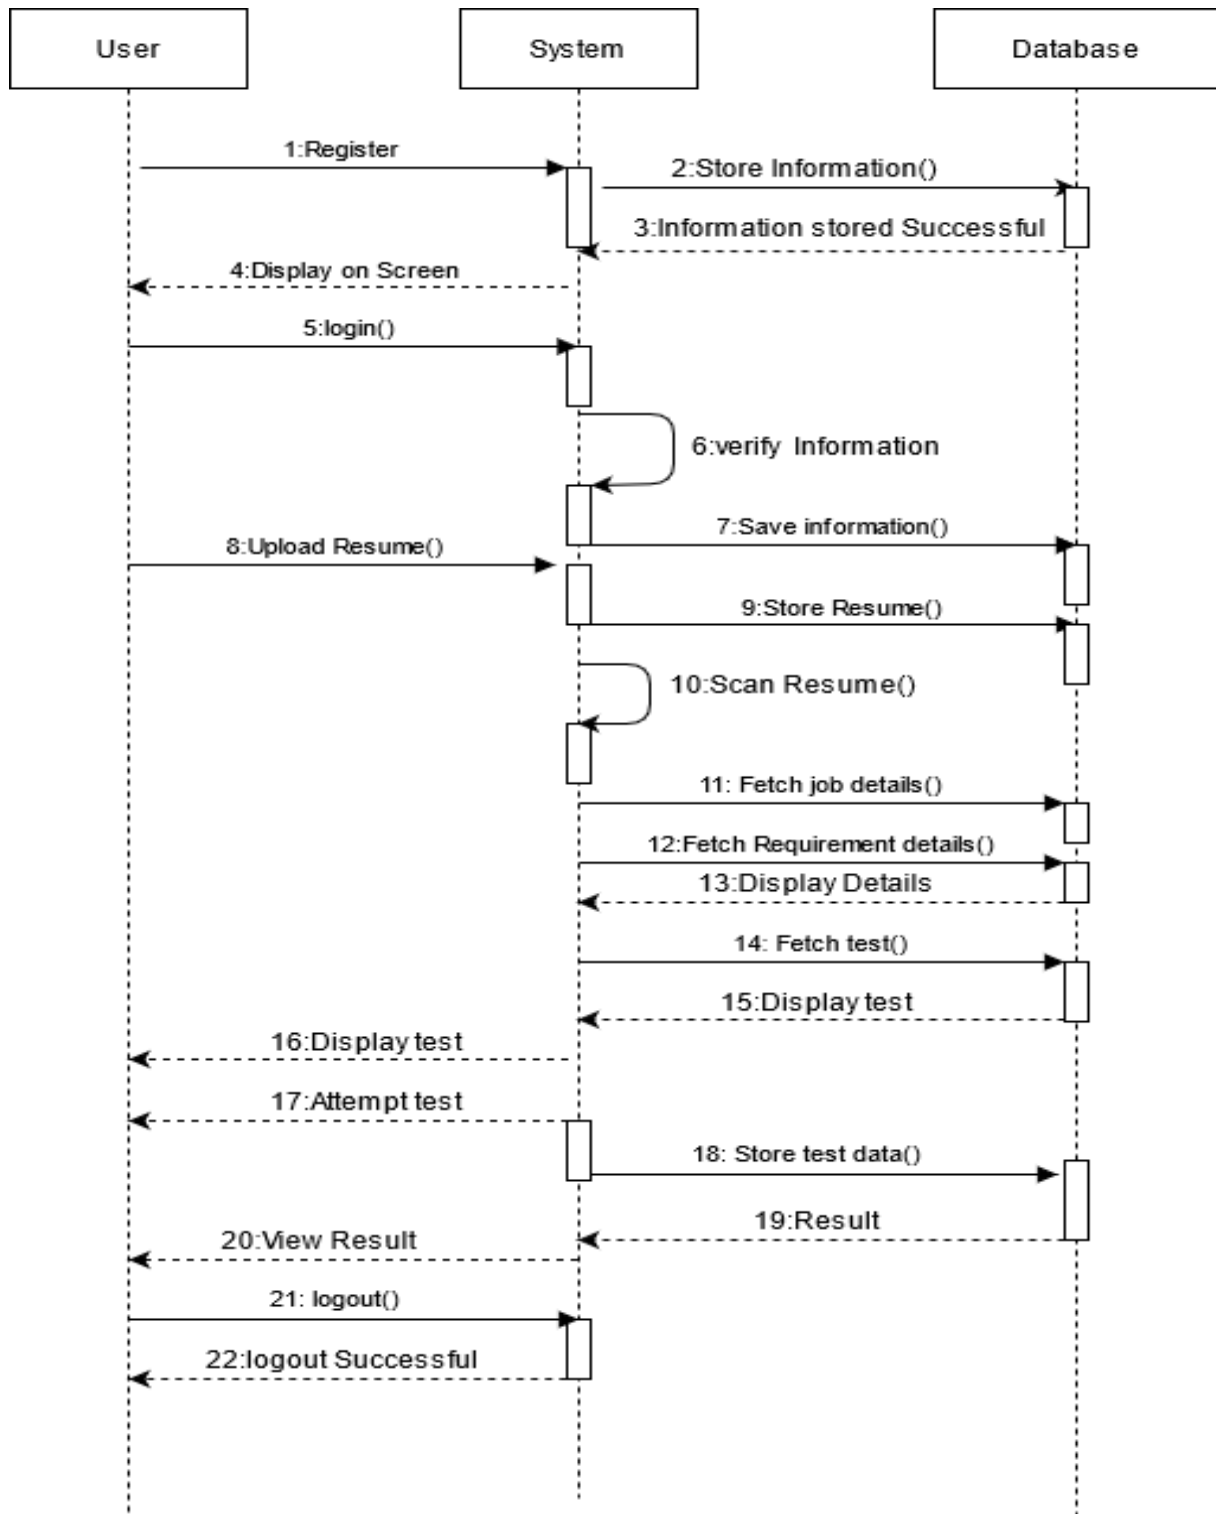 User
System
Database
1:Register
2:Store Information()
3:Information stored Successful
4:Display on Screen
5:login()
6:verify Information
7:Save information()
8:Upload Resume()
9:Store Resume()
10:Scan Resume()
11: Fetch job details()
12:Fetch Requirement details()
13:Display Details
14: Fetch test()
15:Display test
16:Display test
17:Attempt test
18: Store test data()
19:Result
20:View Result
21: logout()
22:logout Successful